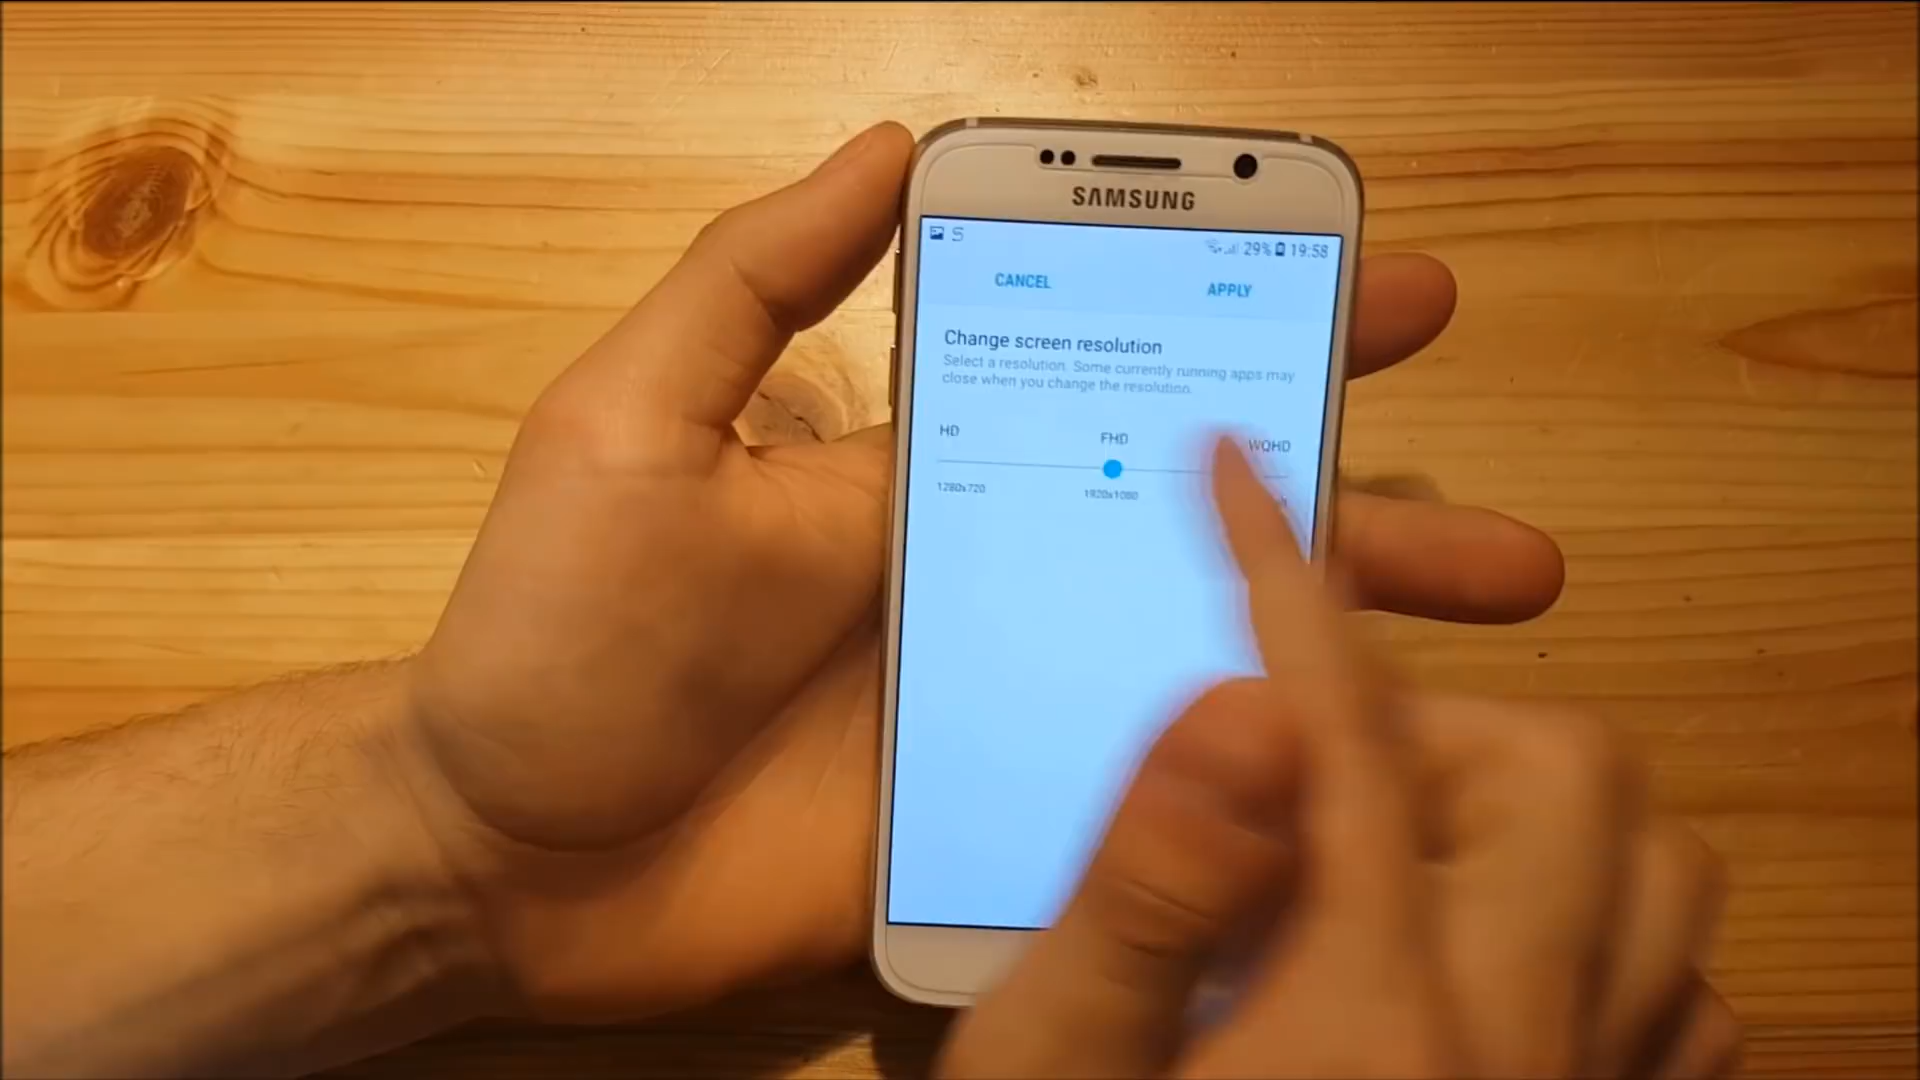 SAMSUNG
S 29% 19:58
CANCEL APPLY
Change screen resolution
Select a resolution. Some currently running apps may
close when you change the resolution.
HD FHD WQHD
1280x720 1920x1080